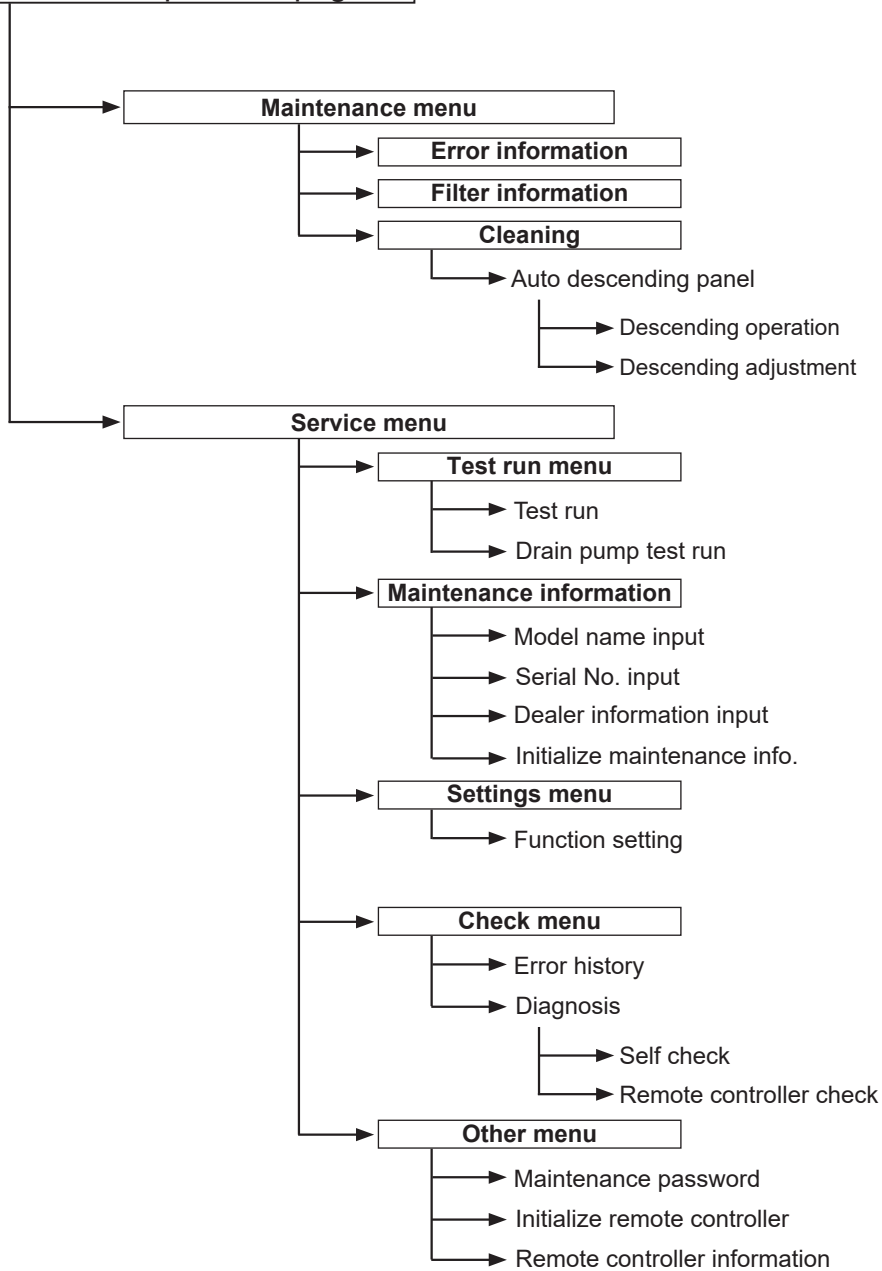 Maintenance menu
Error information
Filter information
Cleaning
Auto descending panel
Descending operation
Descending adjustment
Service menu
Test run menu
Test run
Drain pump test run
Maintenance information
Model name input
Serial No. input
Dealer information input
Initialize maintenance info.
Settings menu
Function setting
Check menu
Error history
Diagnosis
Self check
Remote controller check
Other menu
Maintenance password
Initialize remote controller
Remote controller information